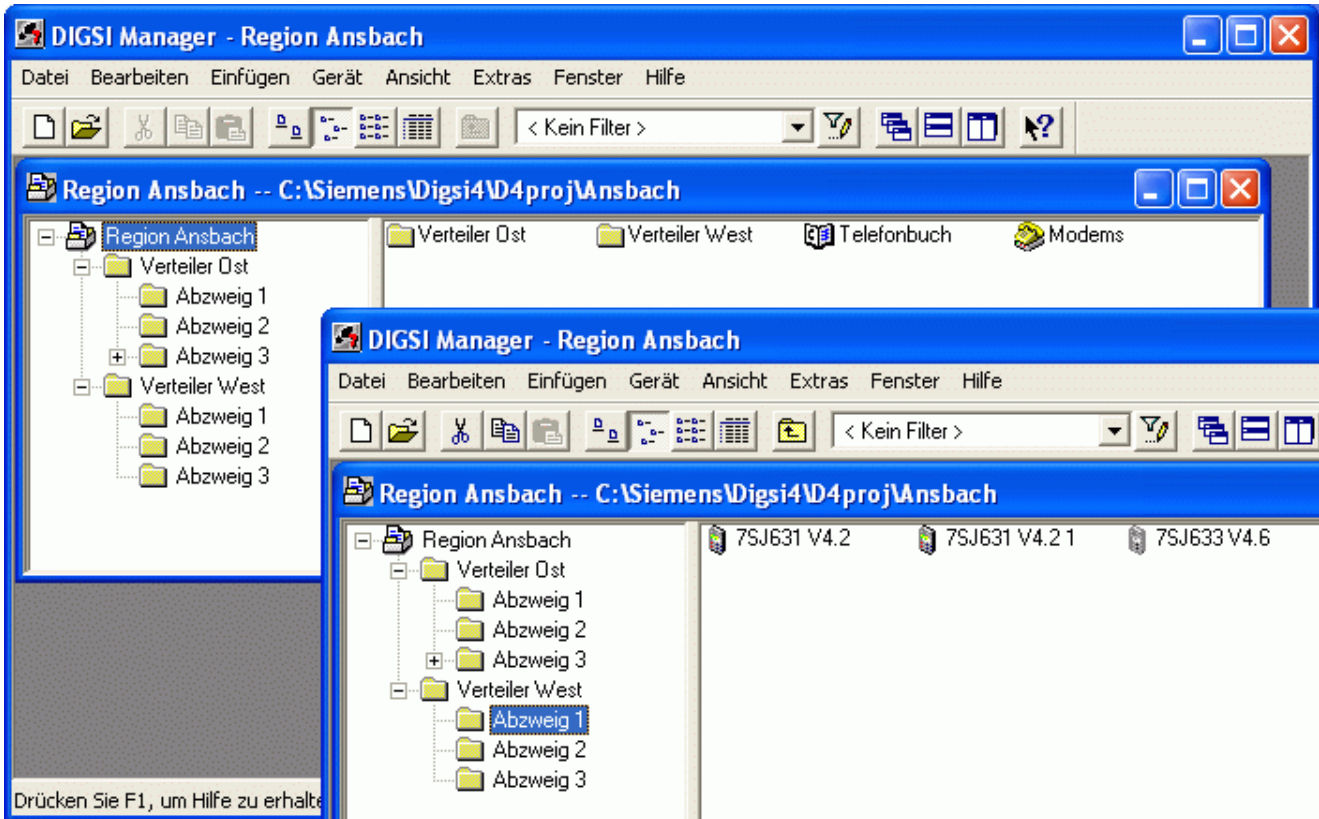 DIGSI Manager - Region Ansbach
Datei Bearbeiten Einfügen Gerät Ansicht Extras Fenster Hilfe
< Kein Filter >
Region Ansbach -- C:\Siemens\Digsi4\D4proj\Ansbach
Region Ansbach
Verteiler Ost
Abzweig 1
Abzweig 2
Abzweig 3
Verteiler West
Abzweig 1
Abzweig 2
Abzweig 3
Verteiler Ost Verteiler West Telefonbuch Modems
DIGSI Manager - Region Ansbach
Datei Bearbeiten Einfügen Gerät Ansicht Extras Fenster Hilfe
< Kein Filter >
Region Ansbach -- C:\Siemens\Digsi4\D4proj\Ansbach
Region Ansbach
Verteiler Ost
Abzweig 1
Abzweig 2
Abzweig 3
Verteiler West
Abzweig 1
Abzweig 2
Abzweig 3
7SJ631 V4.2 7SJ631 V4.2 1 7SJ633 V4.6
Drücken Sie F1, um Hilfe zu erhalte